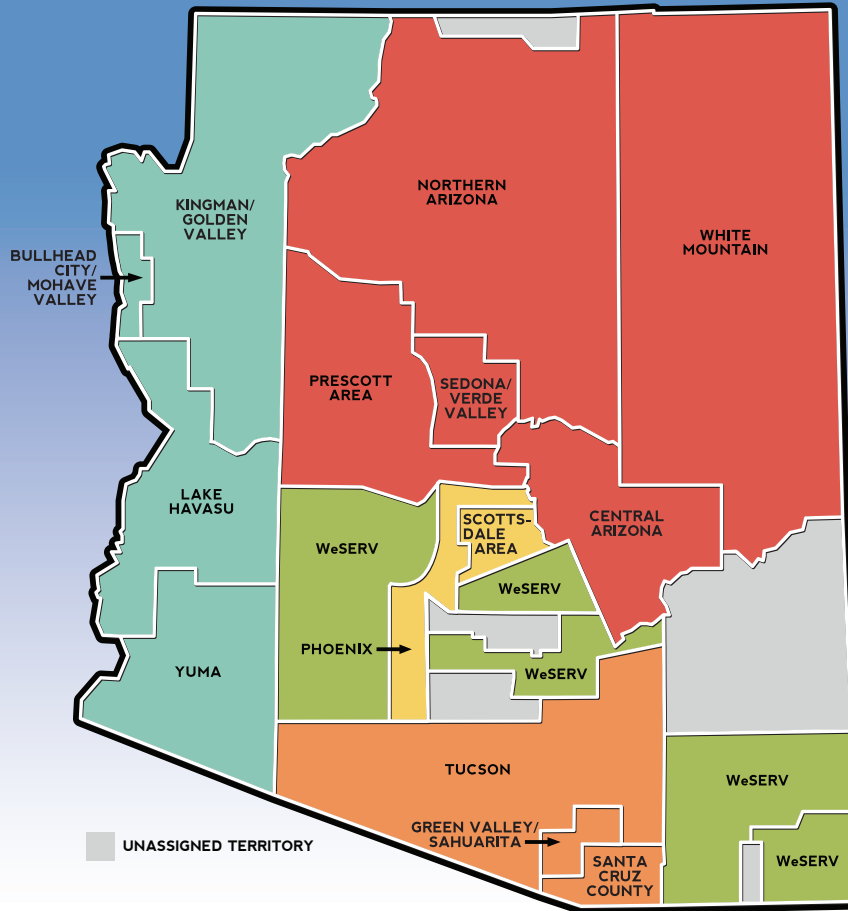 NORTHERN
ARIZONA
KINGMAN/
GOLDEN
VALLEY
WHITE
MOUNTAIN
BULLHEAD
CITY/
MOHAVE
VALLEY
PRESCOTT
AREA
SEDONA/
VERDE
VALLEY
LAKE
HAVASU
SCOTTS-
DALE
AREA
CENTRAL
ARIZONA
WeSERV
WeSERV
PHOENIX
YUMA
WeSERV
TUCSON
WeSERV
GREEN VALLEY/
SAHUARITA
UNASSIGNED TERRITORY
SANTA
CRUZ
COUNTY
WeSERV